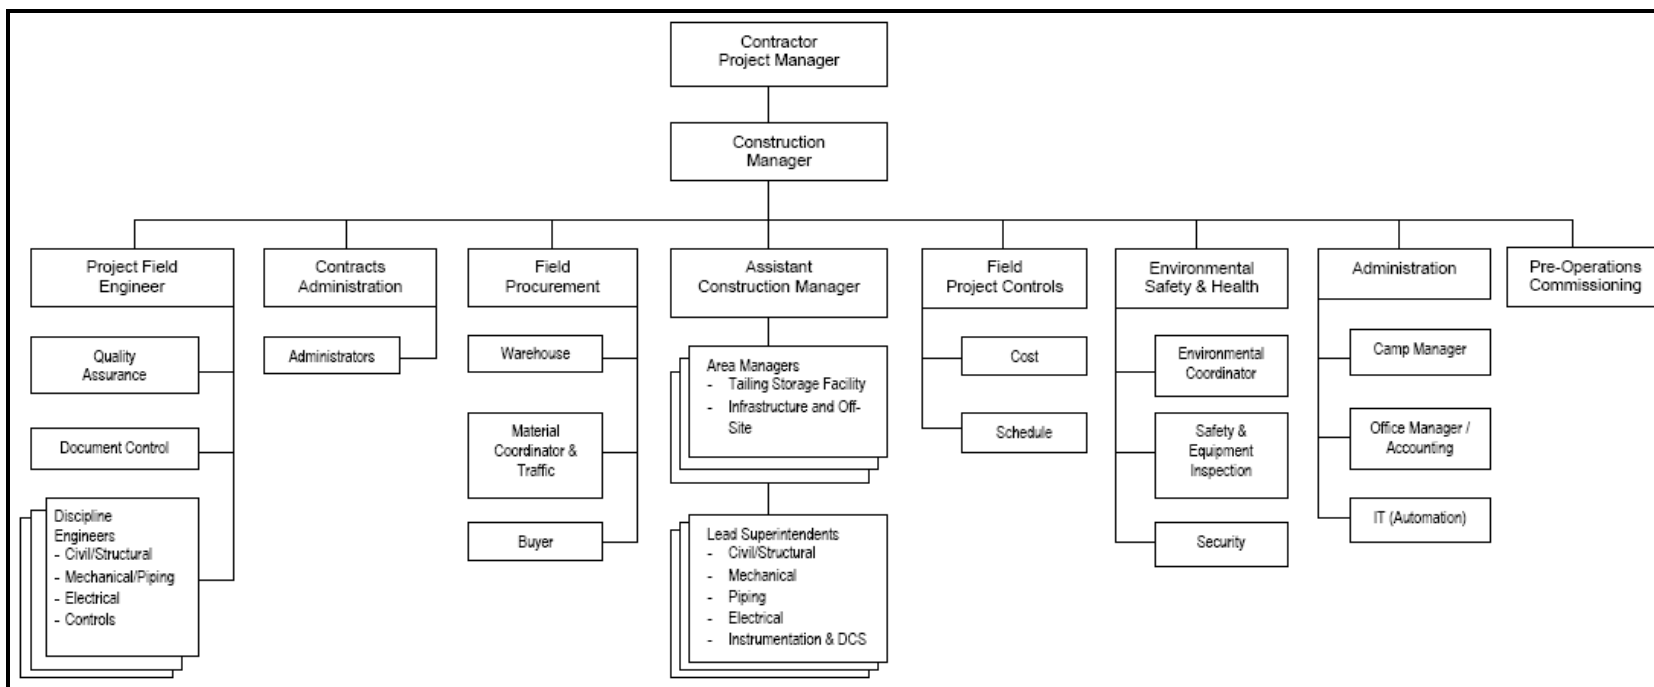 Contractor
Project Manager
Construction
Manager
Project Field
Engineer
Contracts
Administration
Field
Procurement
Assistant
Construction Manager
Field
Project Controls
Environmental
Safety & Health
Administration
Pre-Operations
Commissioning
Quality
Assurance
Document Control
Discipline
Engineers
- Civil/Structural
- Mechanical/Piping
- Electrical
- Controls
Administrators
Warehouse
Material
Coordinator &
Traffic
Buyer
Area Managers
- Tailing Storage Facility
- Infrastructure and Off-
Site
Lead Superintendents
- Civil/Structural
- Mechanical
- Piping
- Electrical
- Instrumentation & DCS
Cost
Schedule
Environmental
Coordinator
Safety &
Equipment
Inspection
Security
Camp Manager
Office Manager /
Accounting
IT (Automation)